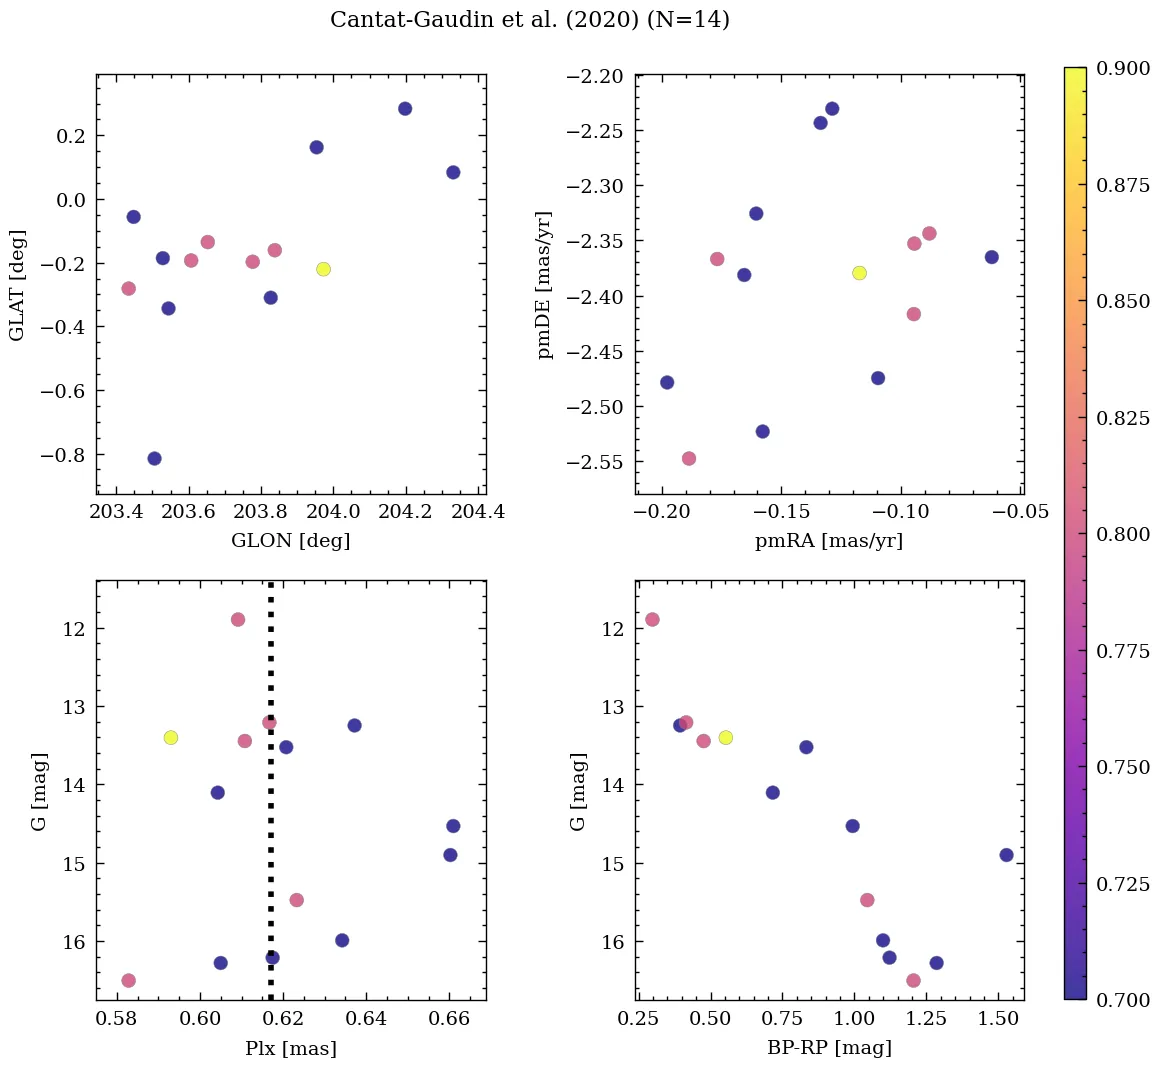 Cantat-Gaudin et al. (2020) (N=14)
0.2
0.0
−0.2
−0.4
−0.6
−0.8
GLAT [deg]
203.4 203.6 203.8 204.0 204.2 204.4
GLON [deg]
−2.20
−2.25
−2.30
−2.35
−2.40
−2.45
−2.50
−2.55
pmDE [mas/yr]
−0.20 −0.15 −0.10 −0.05
pmRA [mas/yr]
12
13
14
15
16
G [mag]
0.58 0.60 0.62 0.64 0.66
Plx [mas]
12
13
14
15
16
G [mag]
0.25 0.50 0.75 1.00 1.25 1.50
BP-RP [mag]
0.900
0.875
0.850
0.825
0.800
0.775
0.750
0.725
0.700